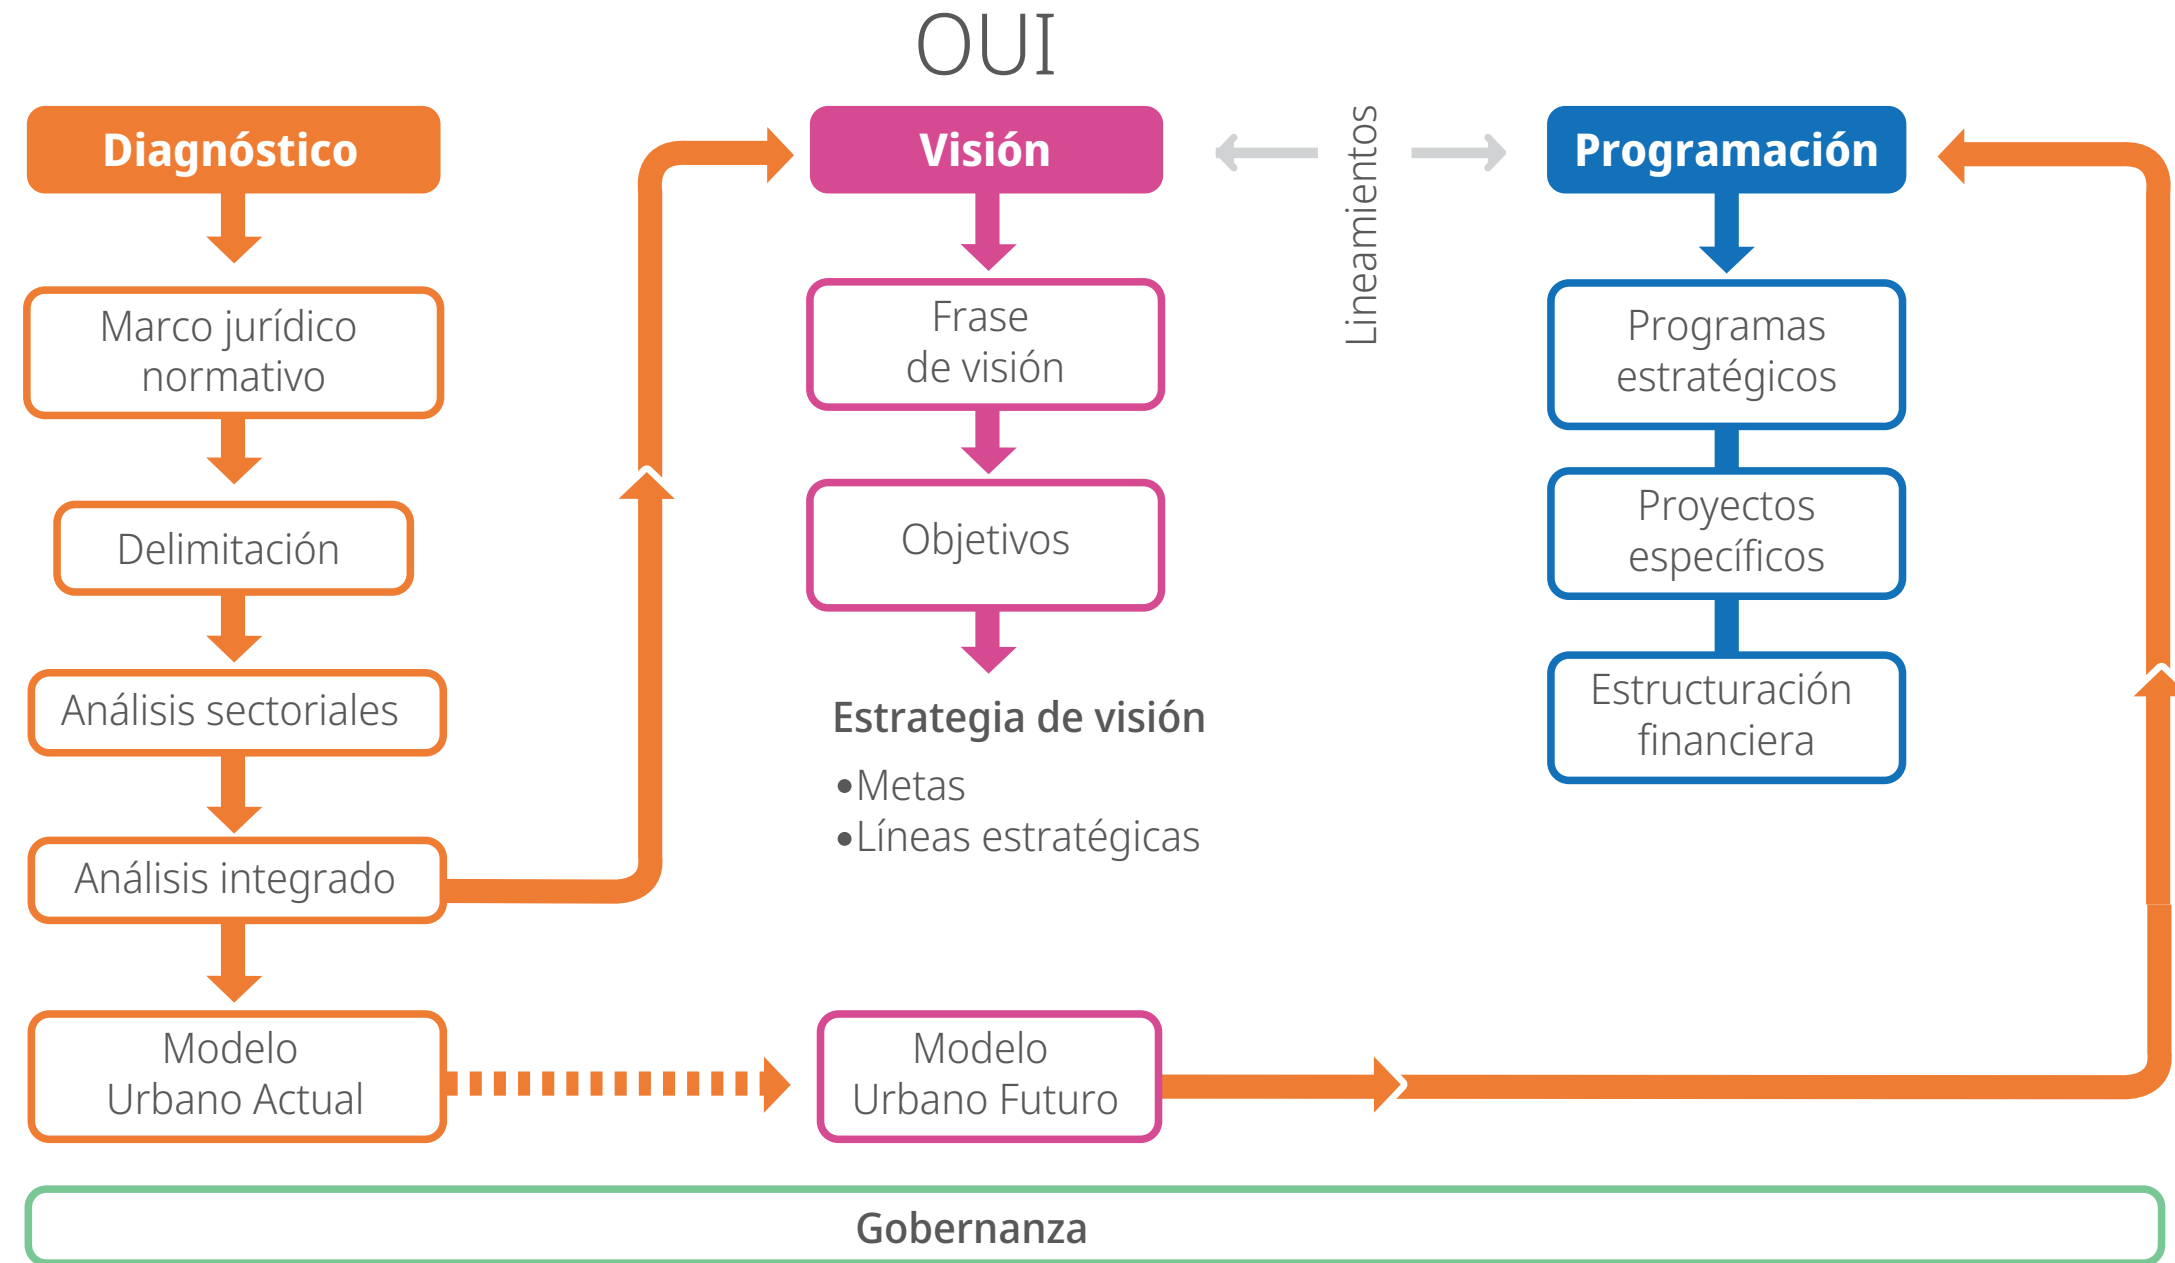 OUI
Diagnóstico
Marco jurídico
normativo
Delimitación
Análisis sectoriales
Análisis integrado
Modelo
Urbano Actual
Visión
Frase
de visión
Objetivos
Estrategia de visión
•Metas
•Líneas estratégicas
Modelo
Urbano Futuro
Lineamientos
Programación
Programas
estratégicos
Proyectos
específicos
Estructuración
financiera
Gobernanza